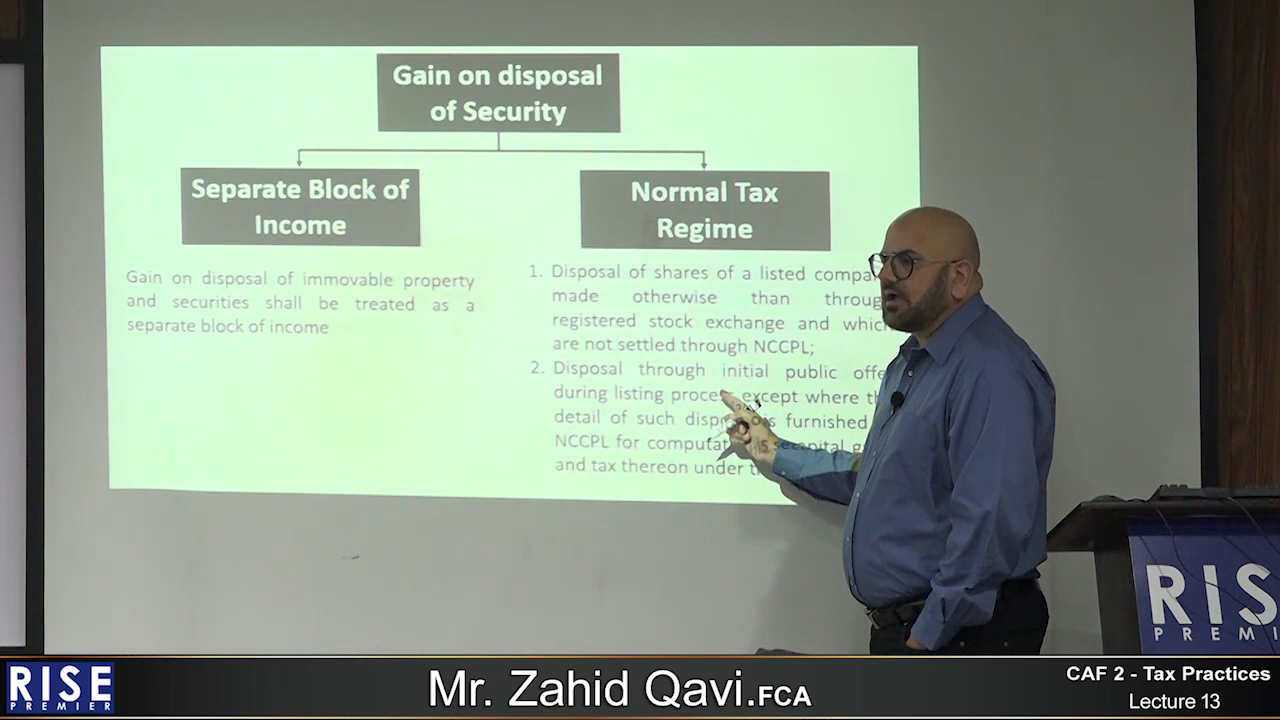 Gain on disposal
of Security
Separate Block of
Income
Normal Tax
Regime
Gain on disposal of immovable property
and securities shall be treated as a
separate block of income
1. Disposal of shares of a listed compa
made otherwise than throug
registered stock exchange and which
are not settled through NCCPL;
2. Disposal through initial public offe
during listing process except where th
detail of such disp is furnished
NCCPL for computat capital ga
and tax thereon under t
RIS
PREMI
RISE
PREMIER
Mr. Zahid Qavi.FCA
CAF 2 - Tax Practices
Lecture 13